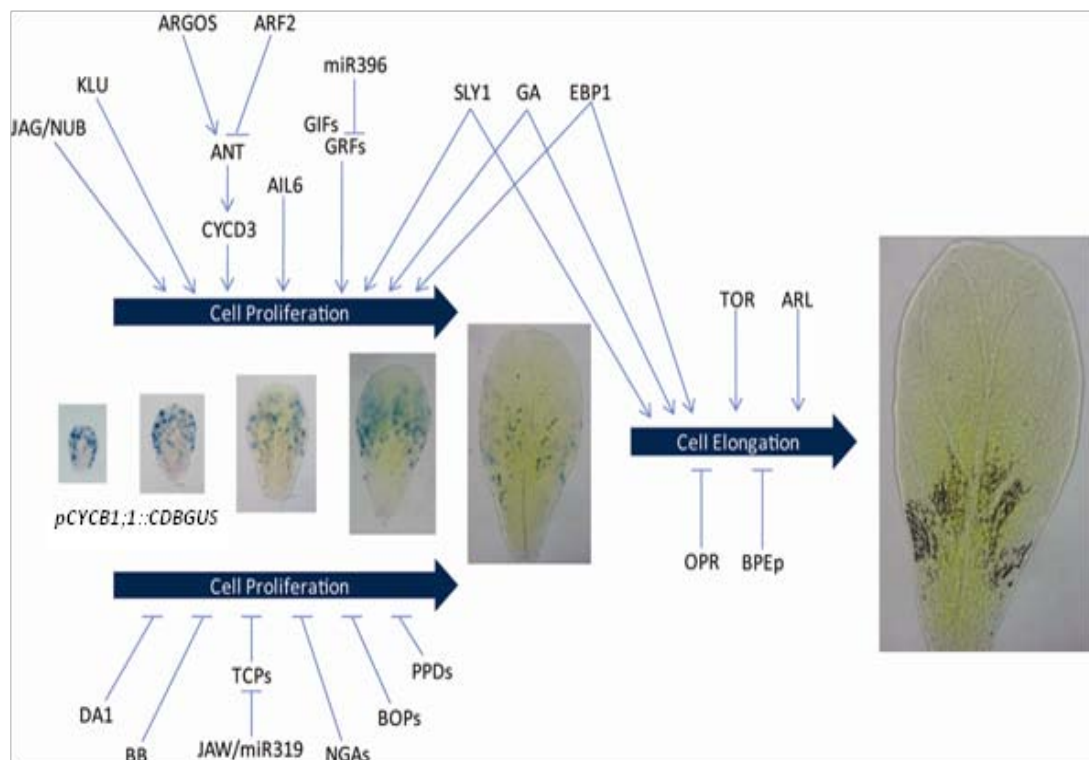 ARGOS
ARF2
miR396
KLU
SLY1
GA
EBP1
JAG/NUB
GIFs
GRFs
ANT
AIL6
CYCD3
TOR
ARL
Cell Proliferation
Cell Elongation
pCYCB1;1::CDBGUS
OPR
BPEp
Cell Proliferation
PPDs
TCPs
DA1
BOPs
BB
JAW/miR319
NGAs